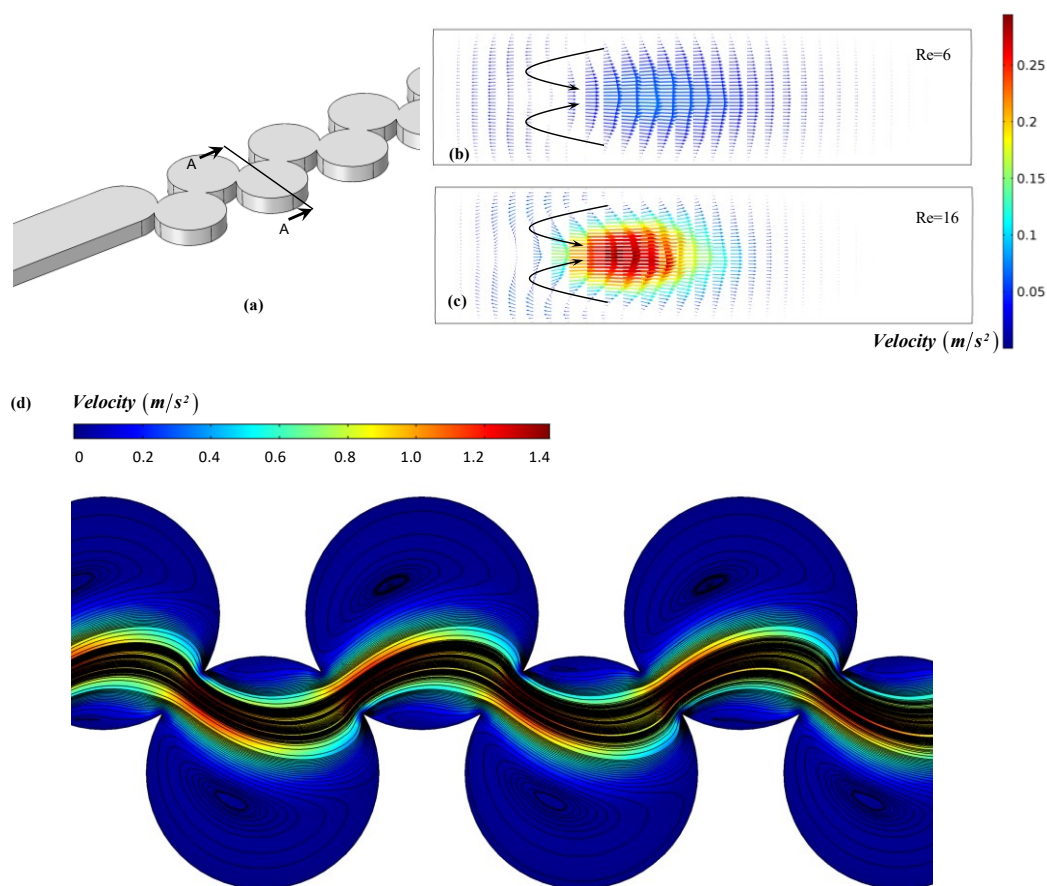 A
A
(a)
Re=6
(b)
Re=16
(c)
0.25
0.2
0.15
0.1
0.05
Velocity (m/s²)
(d) Velocity (m/s²)
0 0.2 0.4 0.6 0.8 1.0 1.2 1.4